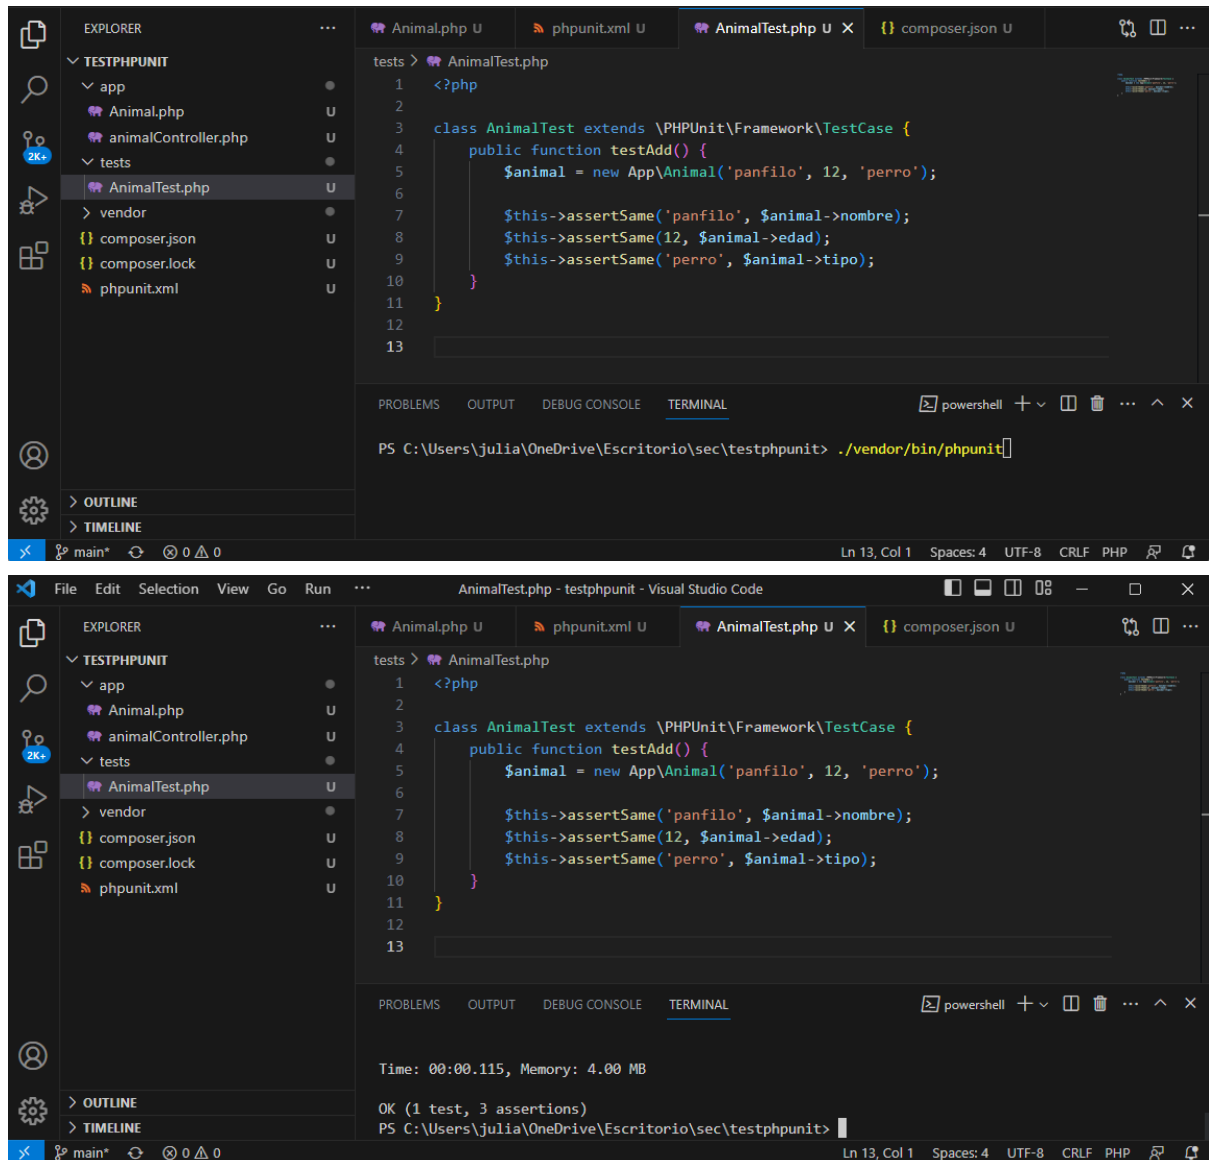 EXPLORER ···
Animal.php U phpunit.xml U AnimalTest.php U {} composer.json U ···
TESTPHPUNIT
tests > AnimalTest.php
app
Animal.php U
animalController.php U
tests
AnimalTest.php U
vendor
{} composer.json U
{} composer.lock U
phpunit.xml U
1 <?php
2
3 class AnimalTest extends \PHPUnit\Framework\TestCase {
4 public function testAdd() {
5 $animal = new App\Animal('panfilo', 12, 'perro');
6
7 $this->assertSame('panfilo', $animal->nombre);
8 $this->assertSame(12, $animal->edad);
9 $this->assertSame('perro', $animal->tipo);
10 }
11 }
12
13
2K+
PROBLEMS OUTPUT DEBUG CONSOLE TERMINAL powershell ···
PS C:\Users\julia\OneDrive\Escritorio\sec\testphpunit> ./vendor/bin/phpunit
OUTLINE
TIMELINE
main* 0 0 Ln 13, Col 1 Spaces: 4 UTF-8 CRLF PHP
File Edit Selection View Go Run ··· AnimalTest.php - testphpunit - Visual Studio Code
EXPLORER ···
Animal.php U phpunit.xml U AnimalTest.php U {} composer.json U ···
TESTPHPUNIT
tests > AnimalTest.php
app
Animal.php U
animalController.php U
tests
AnimalTest.php U
vendor
{} composer.json U
{} composer.lock U
phpunit.xml U
1 <?php
2
3 class AnimalTest extends \PHPUnit\Framework\TestCase {
4 public function testAdd() {
5 $animal = new App\Animal('panfilo', 12, 'perro');
6
7 $this->assertSame('panfilo', $animal->nombre);
8 $this->assertSame(12, $animal->edad);
9 $this->assertSame('perro', $animal->tipo);
10 }
11 }
12
13
2K+
PROBLEMS OUTPUT DEBUG CONSOLE TERMINAL powershell ···
Time: 00:00.115, Memory: 4.00 MB
OK (1 test, 3 assertions)
PS C:\Users\julia\OneDrive\Escritorio\sec\testphpunit>
OUTLINE
TIMELINE
main* 0 0 Ln 13, Col 1 Spaces: 4 UTF-8 CRLF PHP